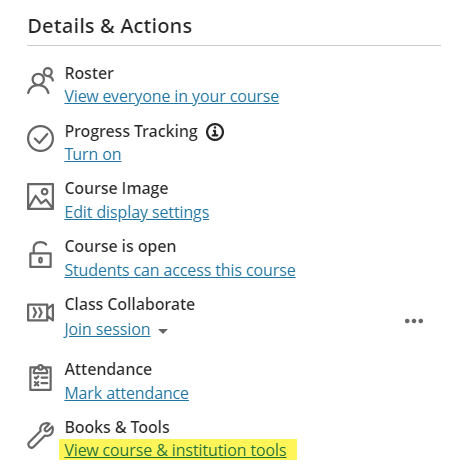 Details & Actions
Roster
View everyone in your course
Progress Tracking
Turn on
Course Image
Edit display settings
Course is open
Students can access this course
Class Collaborate
Join session
Attendance
Mark attendance
Books & Tools
View course & institution tools